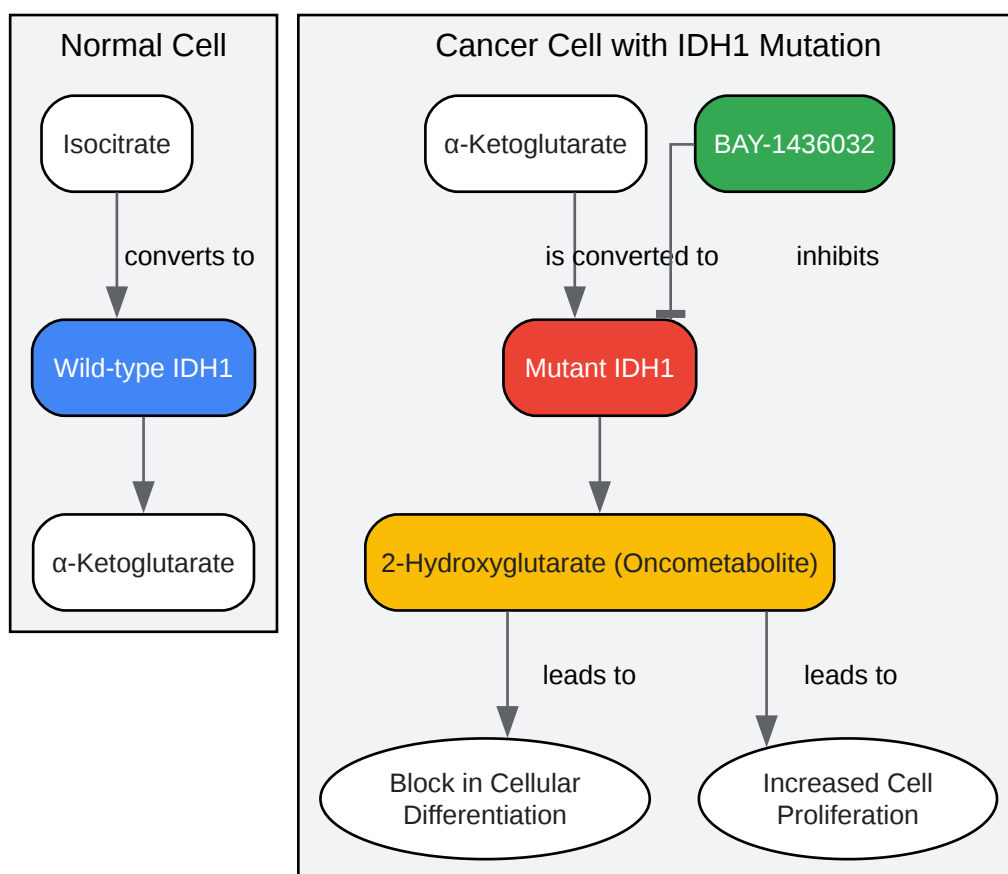 Normal Cell
Isocitrate
converts to
Wild-type IDH1
α-Ketoglutarate
Cancer Cell with IDH1 Mutation
α-Ketoglutarate
BAY-1436032
is converted to
inhibits
Mutant IDH1
2-Hydroxyglutarate (Oncometabolite)
leads to
leads to
Block in Cellular
Differentiation
Increased Cell
Proliferation